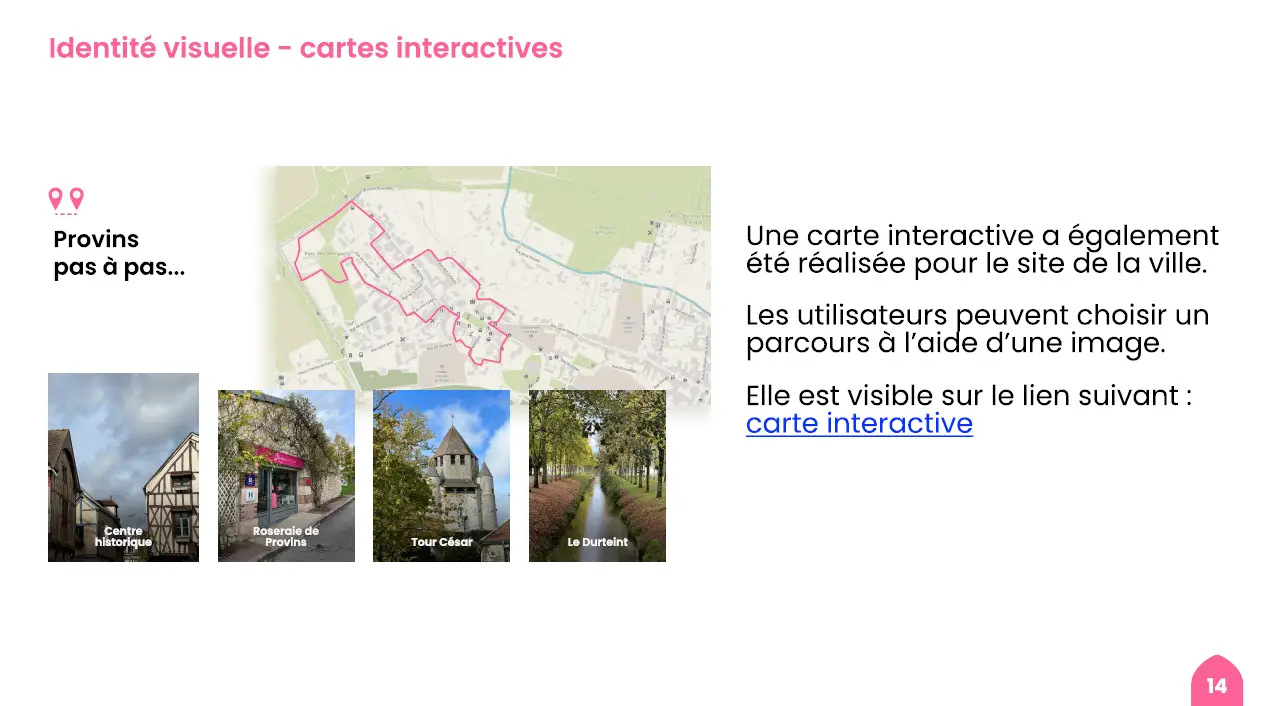 Identité visuelle - cartes interactives
Provins
pas à pas...
Une carte interactive a également
été réalisée pour le site de la ville.
Les utilisateurs peuvent choisir un
parcours à l’aide d’une image.
Elle est visible sur le lien suivant :
carte interactive
Centre
historique
Roseraie de
Provins
Tour César
Le Durteint
14